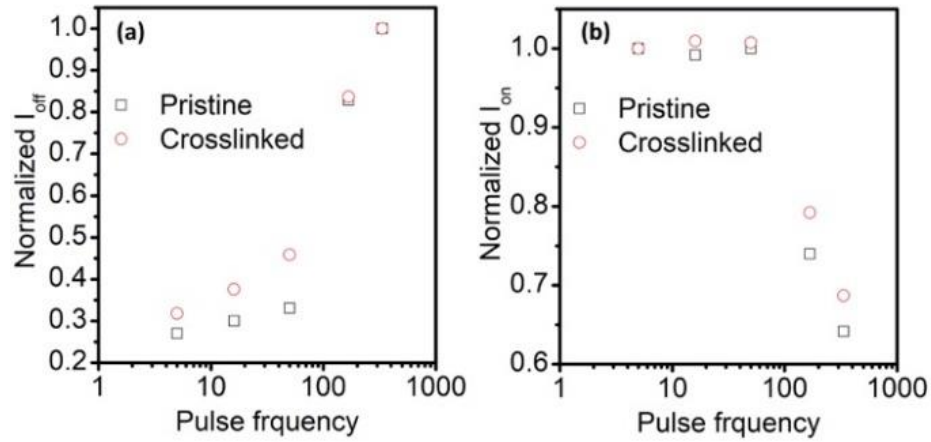 (a)
Normalized I_off
1.0
0.9
0.8
0.7
0.6
0.5
0.4
0.3
0.2
Pristine
Crosslinked
1 10 100 1000
Pulse frquency
(b)
Normalized I_on
1.0
0.9
0.8
0.7
0.6
Pristine
Crosslinked
1 10 100 1000
Pulse frquency